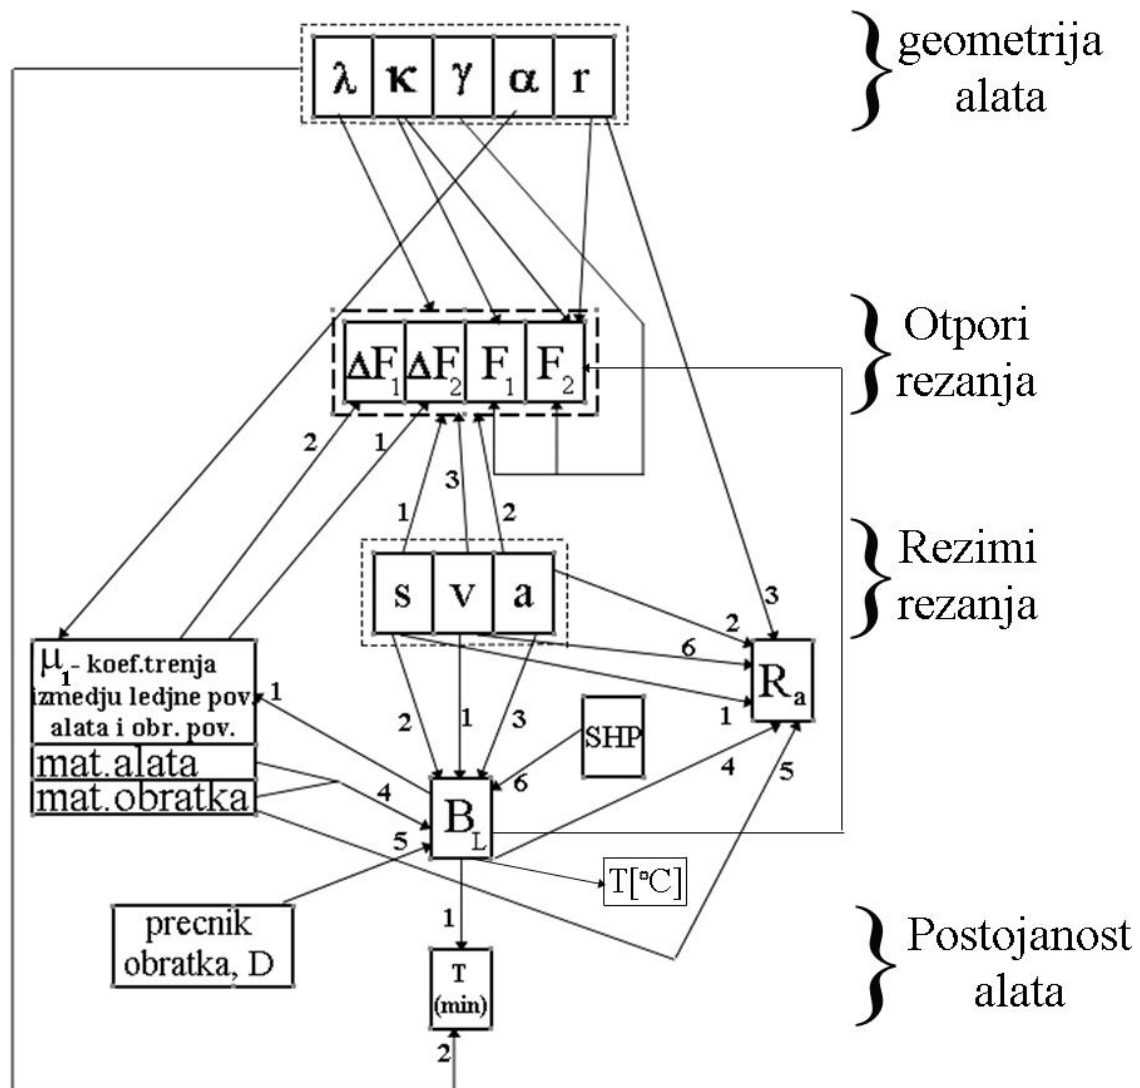 λ κ γ α r
geometrija
alata
ΔF1 ΔF2 F1 F2
Otpori
rezanja
2 1
3
1 2
s v a
Rezimi
rezanja
3
2
6
μ1- koef.trenja
izmedju ledjne pov.
alata i obr. pov.
1
Ra
2 1 3
1
SHP
mat.alata
4 5
6
mat.obratka
4
BL
5
T[°C]
precnik
obratka, D
1
Postojanost
alata
T
(min)
2